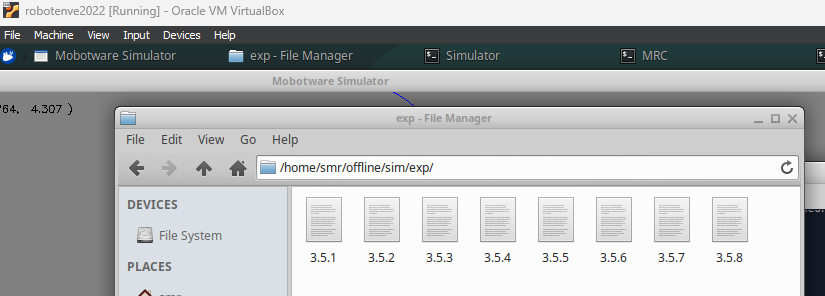 robotenve2022 [Running] - Oracle VM VirtualBox
File Machine View Input Devices Help
Mobotware Simulator exp - File Manager Simulator MRC
Mobotware Simulator
64, 4.307 )
exp - File Manager
File Edit View Go Help
/home/smr/offline/sim/exp/
DEVICES
File System
PLACES
3.5.1 3.5.2 3.5.3 3.5.4 3.5.5 3.5.6 3.5.7 3.5.8
smr